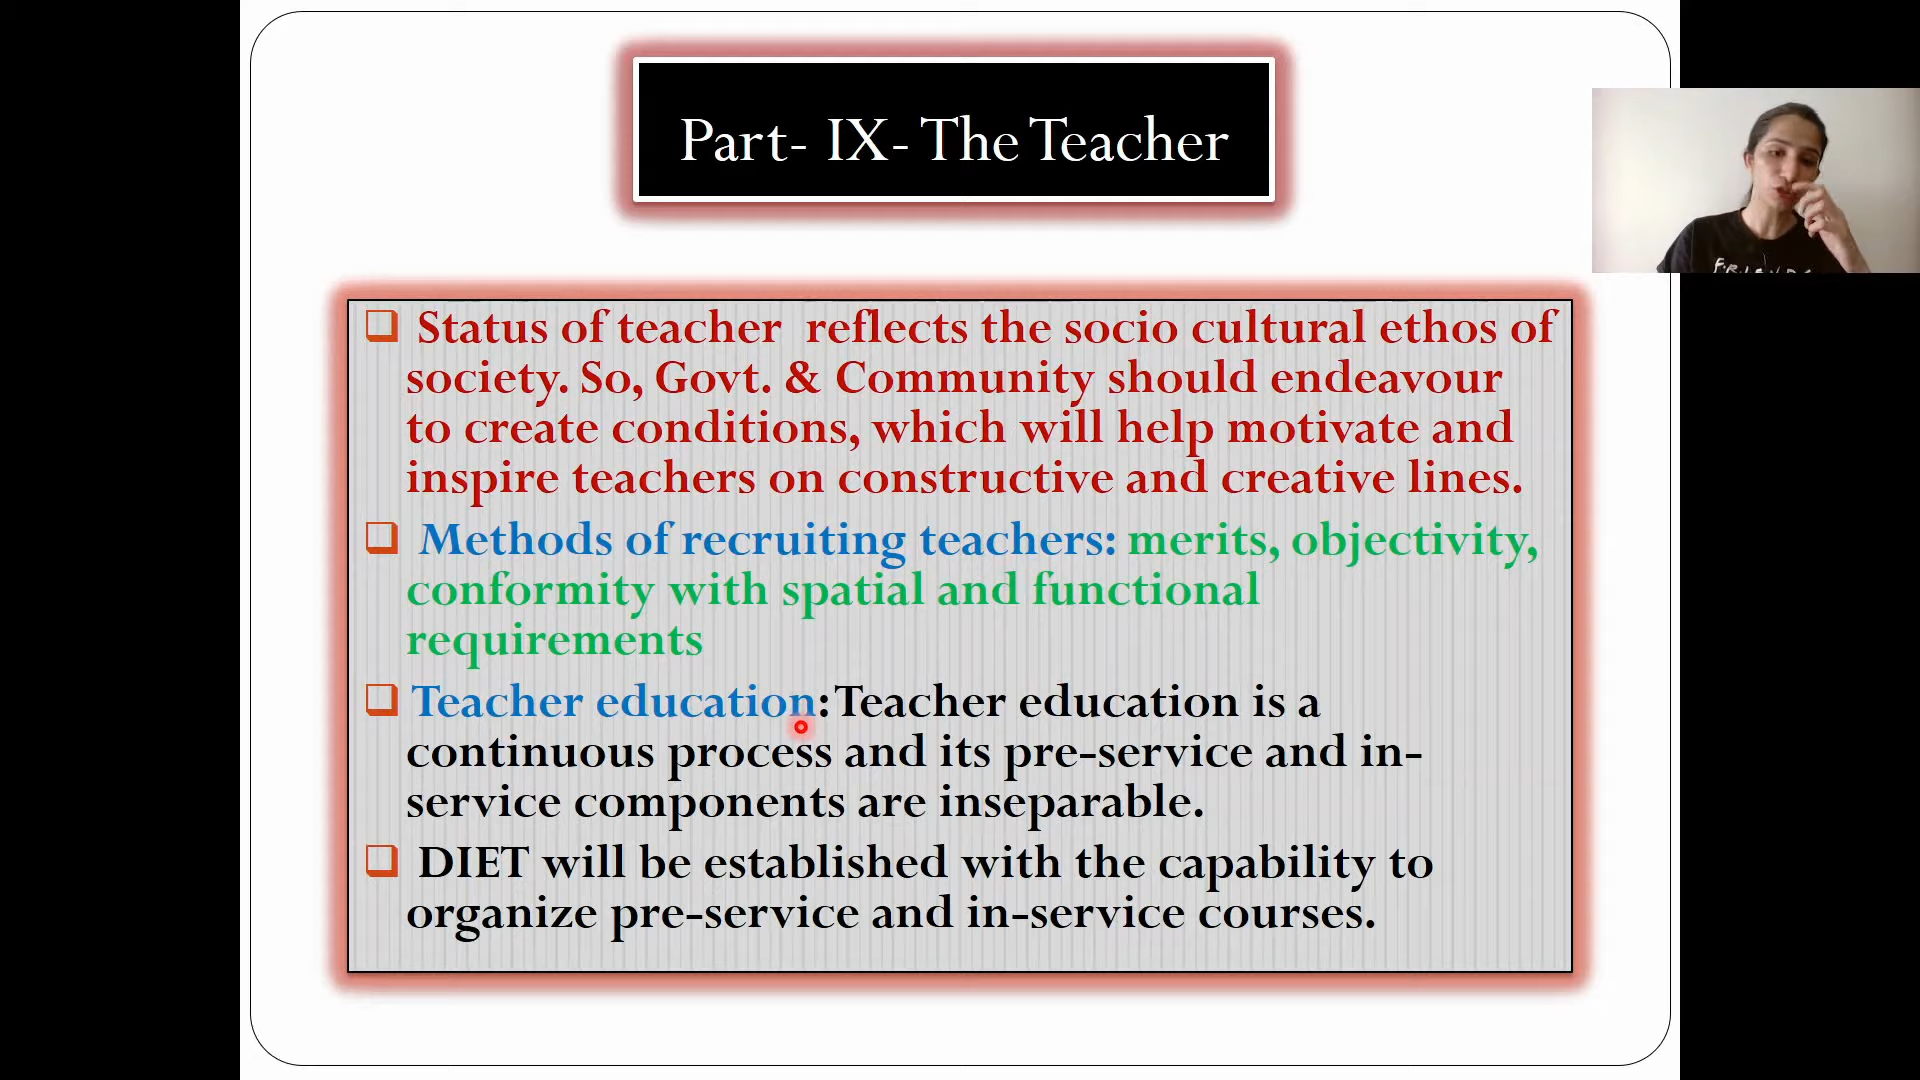 Part- IX- The Teacher
Status of teacher reflects the socio cultural ethos of
society. So, Govt. & Community should endeavour
to create conditions, which will help motivate and
inspire teachers on constructive and creative lines.
Methods of recruiting teachers: merits, objectivity,
conformity with spatial and functional
requirements
Teacher education: Teacher education is a
continuous process and its pre-service and in-
service components are inseparable.
DIET will be established with the capability to
organize pre-service and in-service courses.